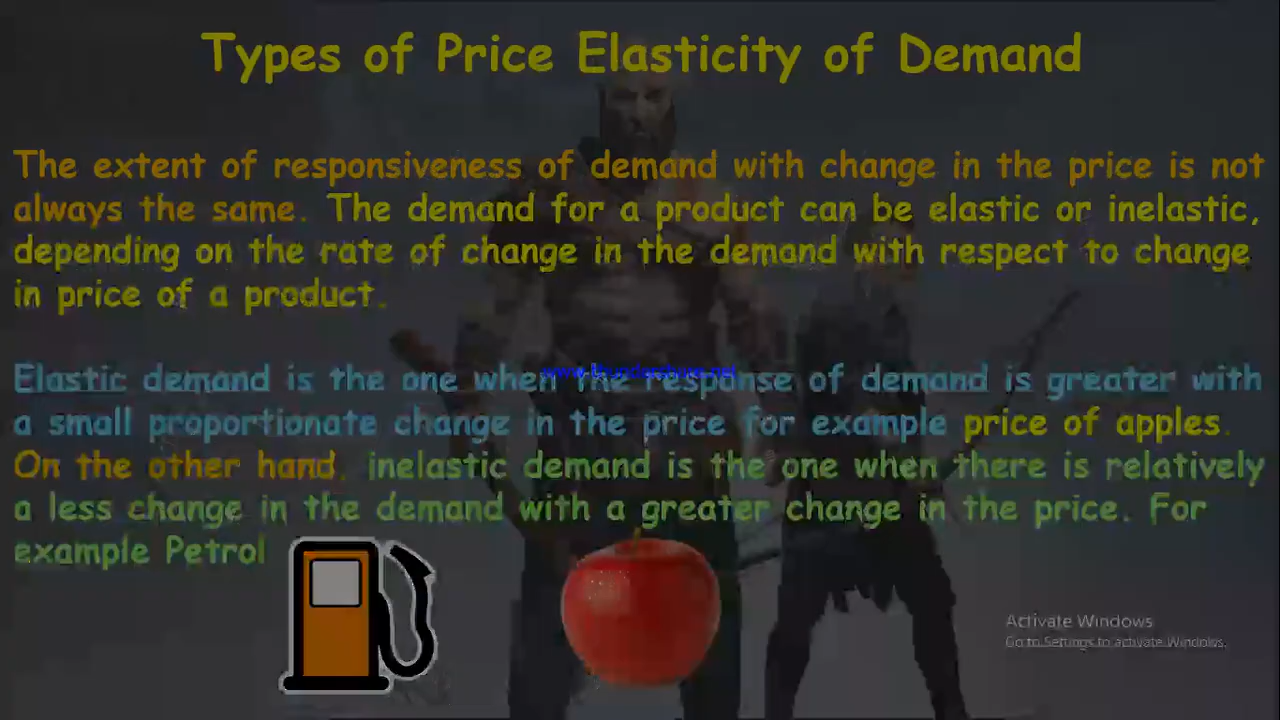 Types of Price Elasticity of Demand
The extent of responsiveness of demand with change in the price is not
always the same. The demand for a product can be elastic or inelastic,
depending on the rate of change in the demand with respect to change
in price of a product.
Elastic demand is the one when the response of demand is greater with
www.thundershare.net
a small proportionate change in the price for example price of apples.
On the other hand, inelastic demand is the one when there is relatively
a less change in the demand with a greater change in the price. For
example Petrol
Activate Windows
Go to Settings to activate Windows.